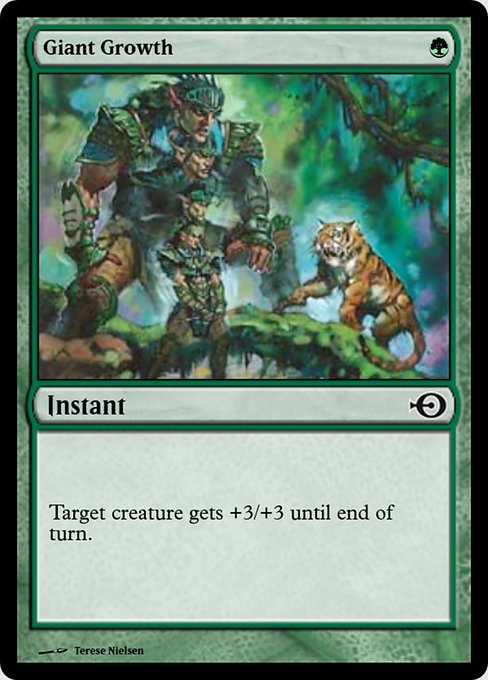 Giant Growth
Instant
Target creature gets +3/+3 until end of
turn.
Terese Nielsen